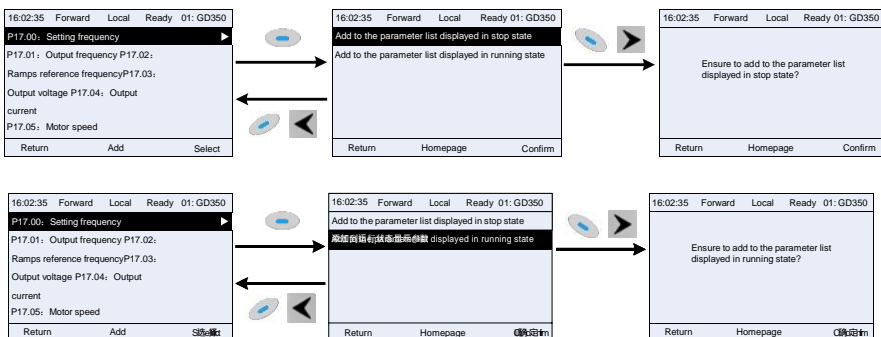 16:02:35 Forward Local Ready 01: GD350
P17.00: Setting frequency
P17.01: Output frequency P17.02:
Ramps reference frequencyP17.03:
Output voltage P17.04: Output
current
P17.05: Motor speed
Return Add Select
16:02:35 Forward Local Ready 01: GD350
Add to the parameter list displayed in stop state
Add to the parameter list displayed in running state
Return Homepage Confirm
16:02:35 Forward Local Ready 01: GD350
Ensure to add to the parameter list
displayed in stop state?
Return Homepage Confirm
16:02:35 Forward Local Ready 01: GD350
P17.00: Setting frequency
P17.01: Output frequency P17.02:
Ramps reference frequencyP17.03:
Output voltage P17.04: Output
current
P17.05: Motor speed
Return Add
16:02:35 Forward Local Ready 01: GD350
Add to the parameter list displayed in stop state
displayed in running state
Return Homepage
16:02:35 Forward Local Ready 01: GD350
Ensure to add to the parameter list
displayed in running state?
Return Homepage